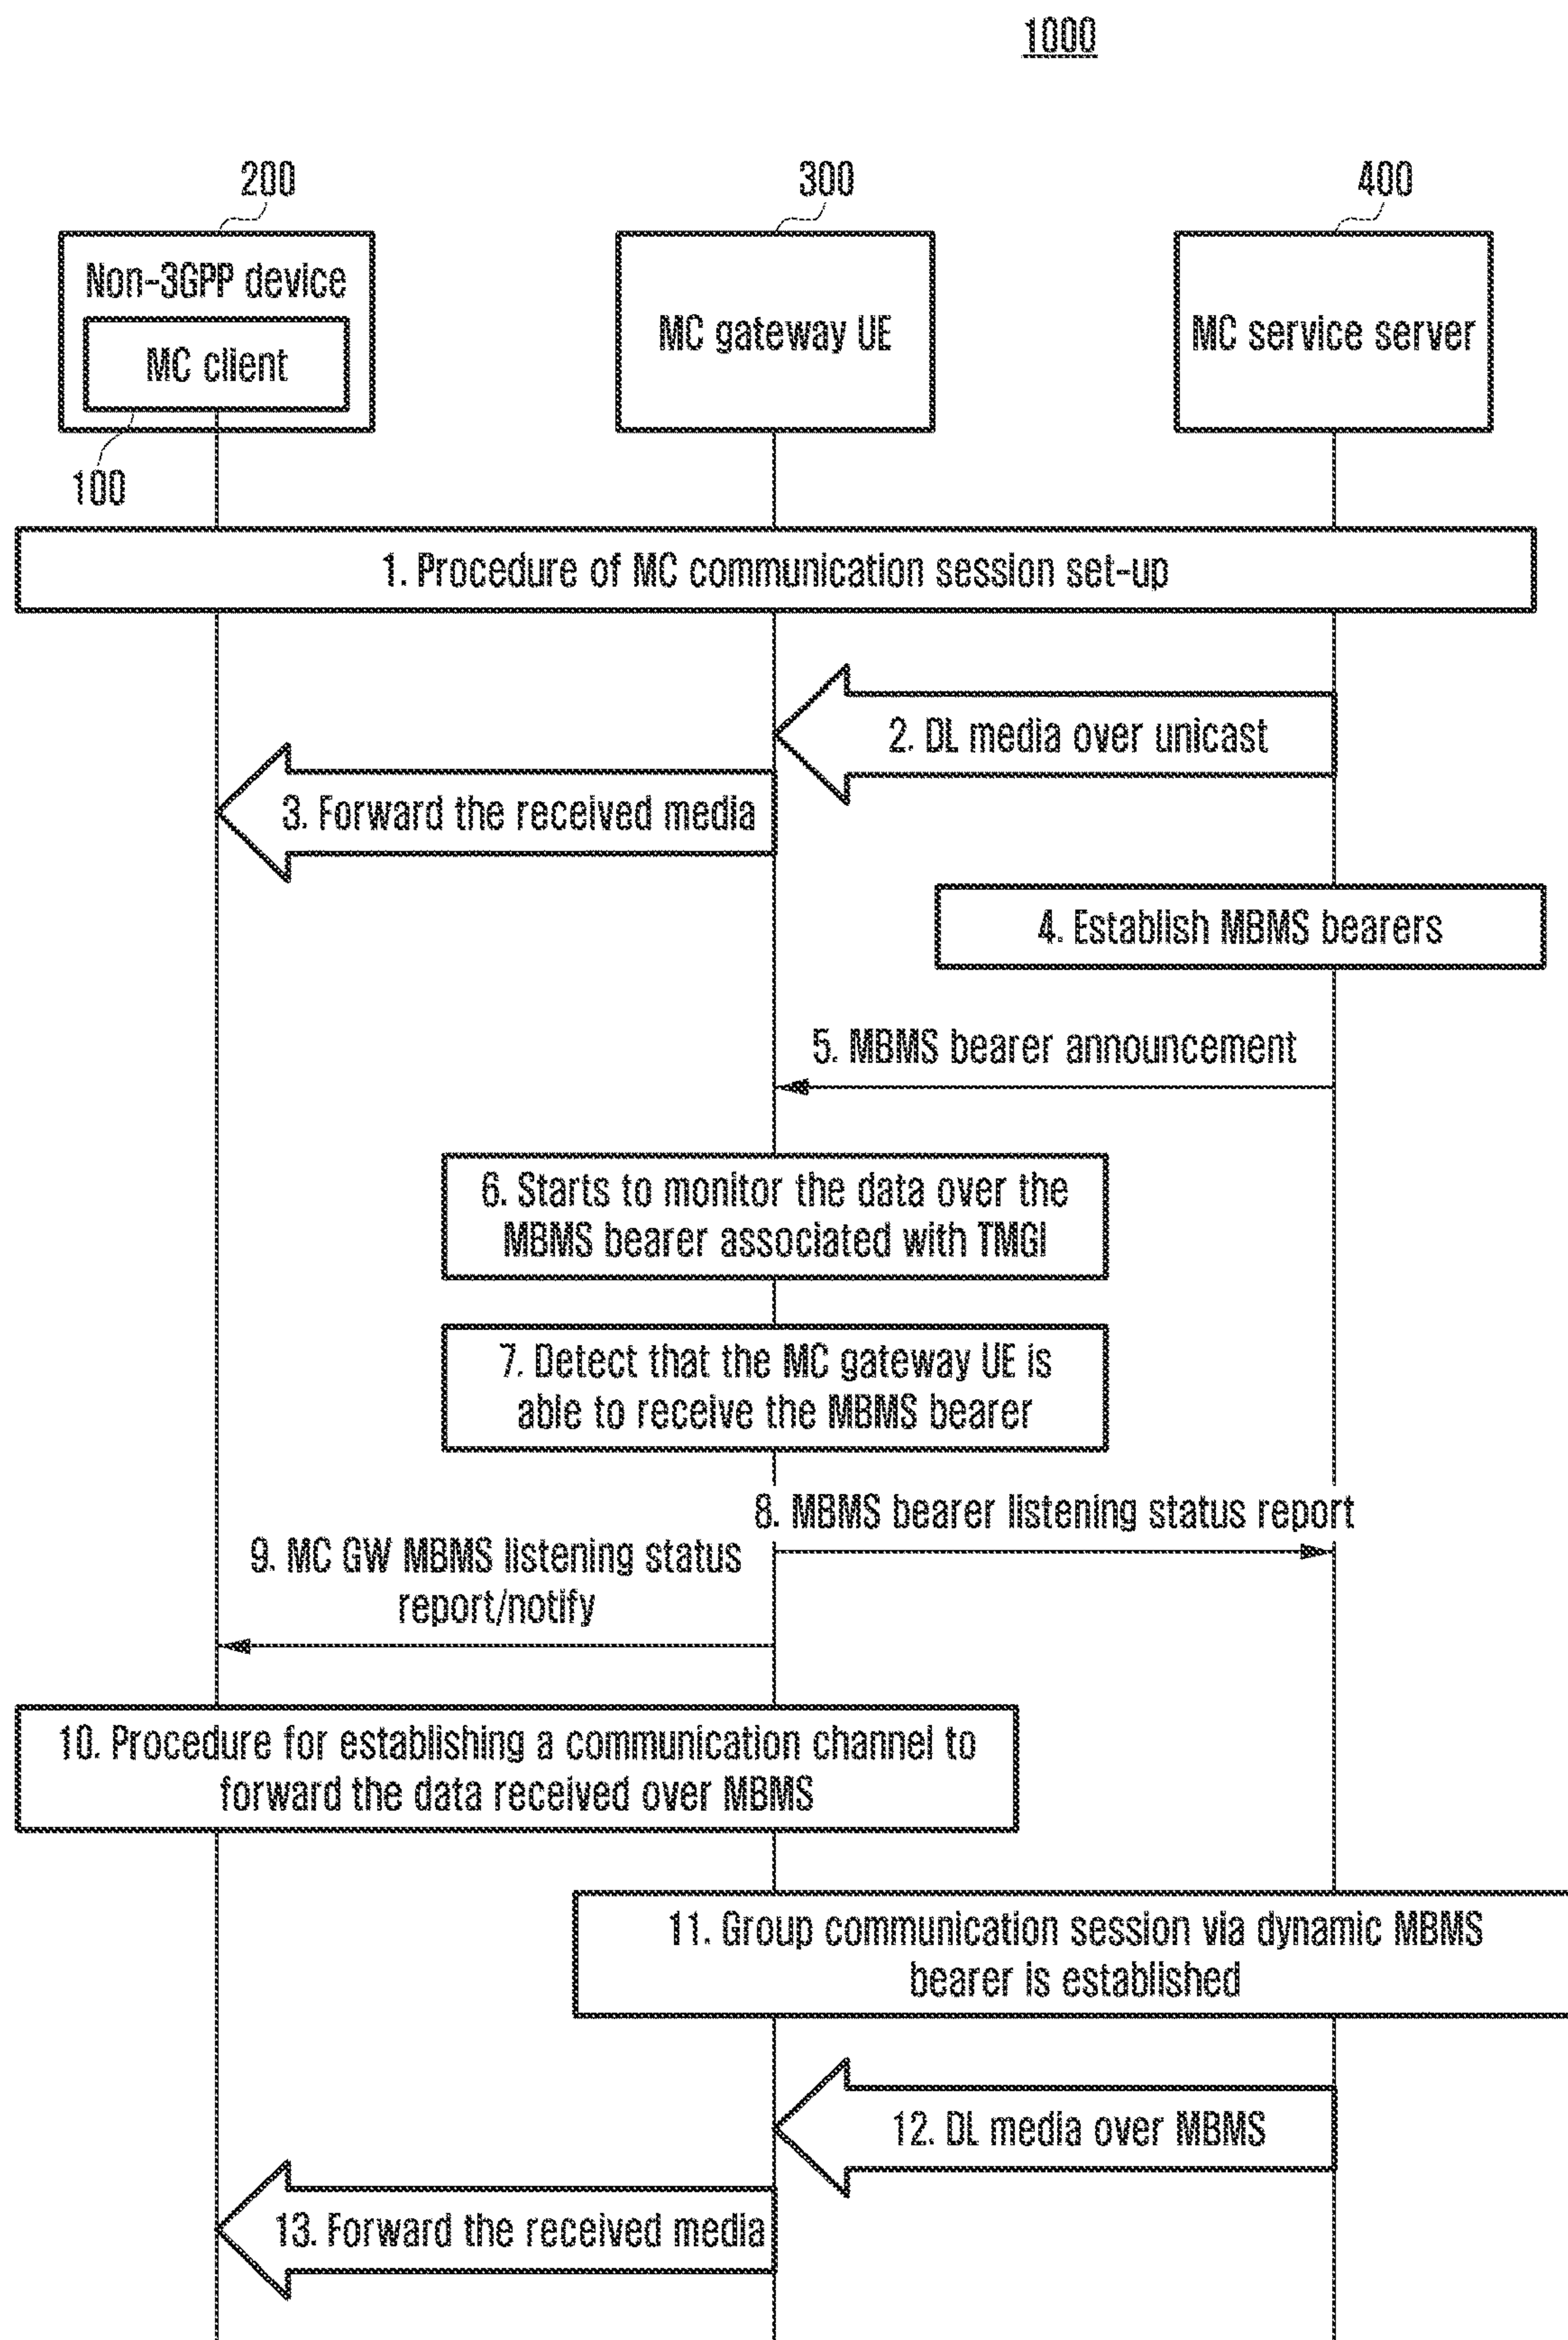 1000
200
300
400
Non-3GPP device
MC client
MC gateway UE
MC service server
100
1. Procedure of MC communication session set-up
2. DL media over unicast
3. Forward the received media
4. Establish MBMS bearers
5. MBMS bearer announcement
6. Starts to monitor the data over the
MBMS bearer associated with TMGI
7. Detect that the MC gateway UE is
able to receive the MBMS bearer
8. MBMS bearer listening status report
9. MC GW MBMS listening status
report/notify
10. Procedure for establishing a communication channel to
forward the data received over MBMS
11. Group communication session via dynamic MBMS
bearer is established
12. DL media over MBMS
13. Forward the received media